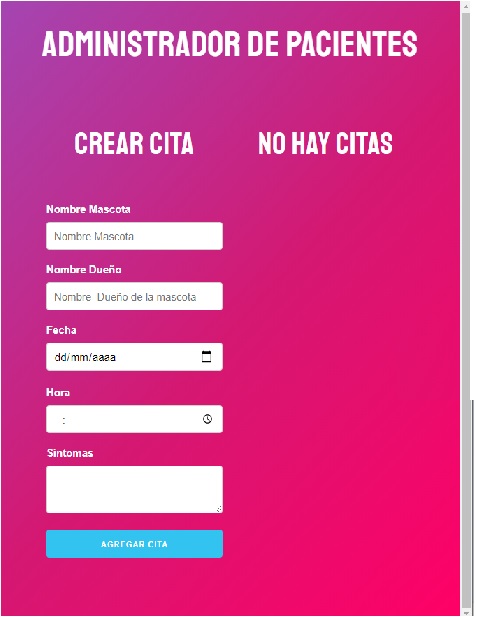 ADMINISTRADOR DE PACIENTES
CREAR CITA
NO HAY CITAS
Nombre Mascota
Nombre Mascota
Nombre Dueño
Nombre Dueño de la mascota
Fecha
dd/mm/aaaa
Hora
:
Sintomas
AGREGAR CITA